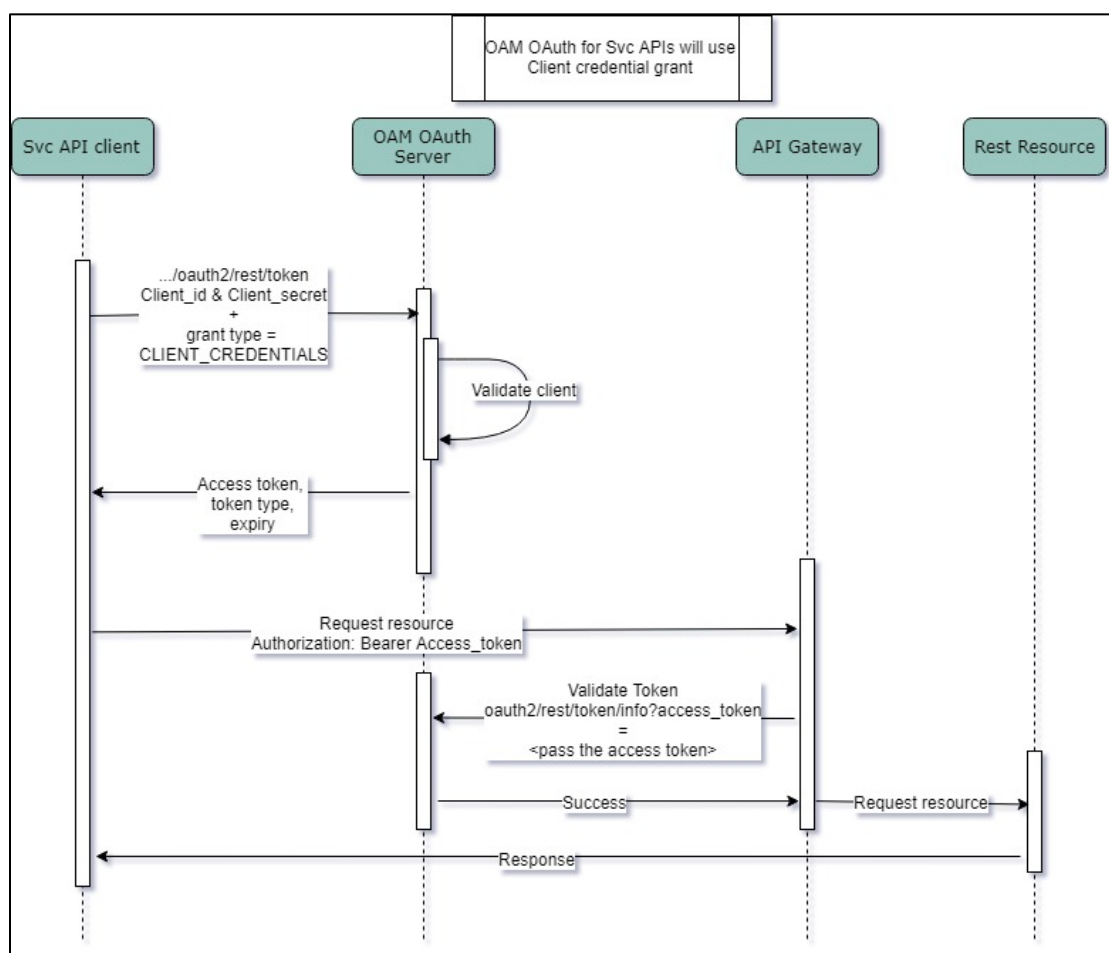 OAM OAuth for Svc APIs will use
Client credential grant
Svc API client
OAM OAuth
Server
API Gateway
Rest Resource
.../oauth2/rest/token
Client_id & Client_secret
+
grant type =
CLIENT_CREDENTIALS
Validate client
Access token,
token type,
expiry
Request resource
Authorization: Bearer Access_token
Validate Token
oauth2/rest/token/info?access_token
=
<pass the access token>
Success
Request resource
Response